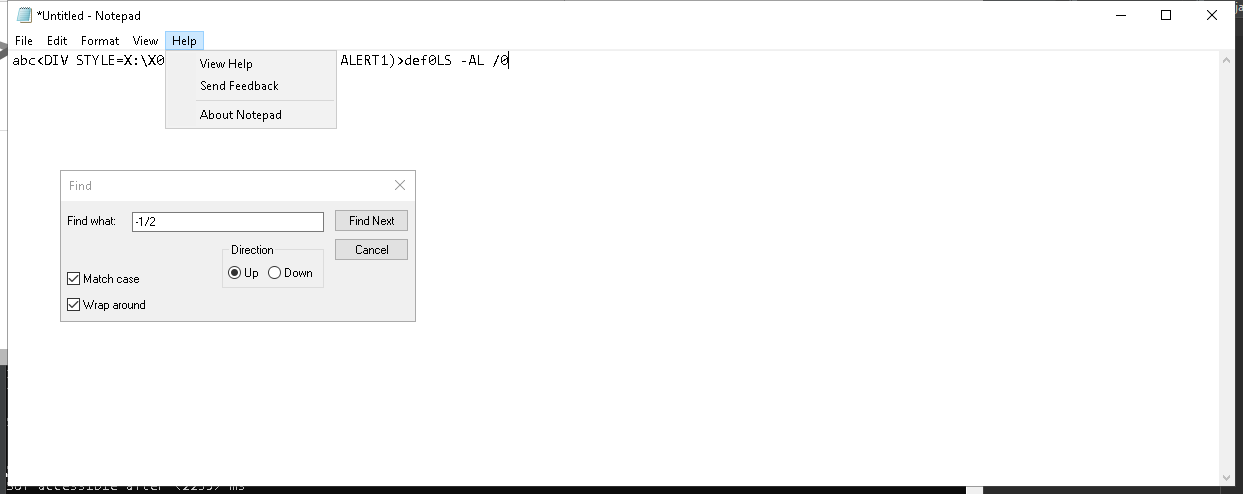 *Untitled - Notepad
File Edit Format View Help
abc<DIV STYLE=X:\X0 ALERT1)>def0LS -AL /0
View Help
Send Feedback
About Notepad
Find
Find what: -1/2 Find Next
Direction Cancel
Up Down
Match case
Wrap around